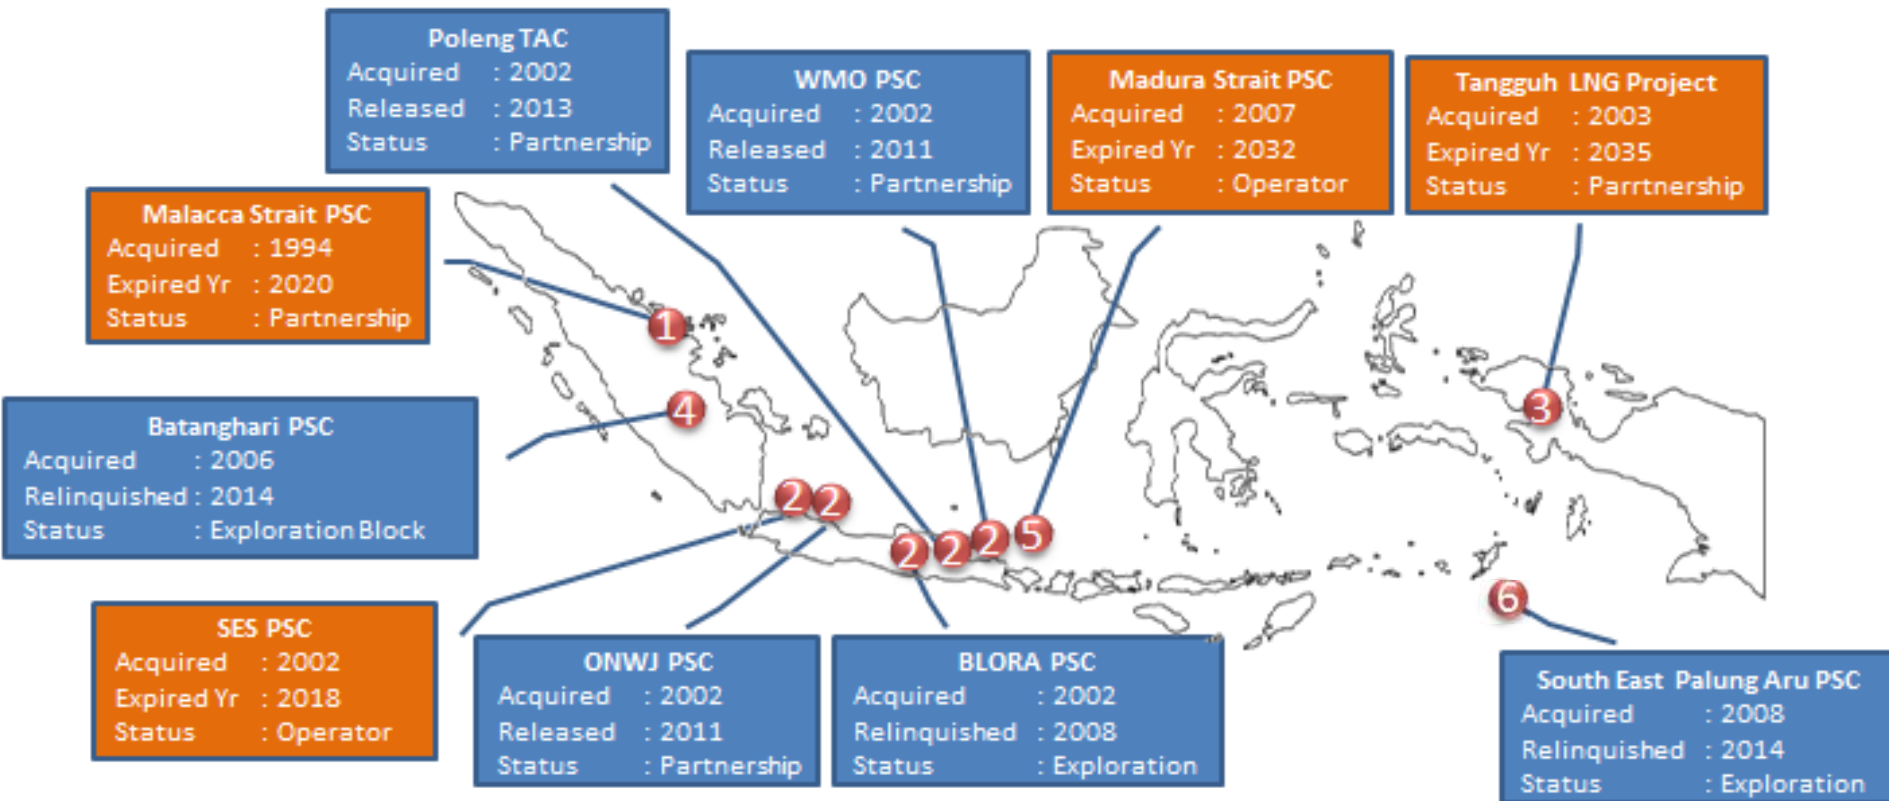 Poleng TAC
Acquired : 2002
Released : 2013
Status : Partnership
WMO PSC
Acquired : 2002
Released : 2011
Status : Partnership
Madura Strait PSC
Acquired : 2007
Expired Yr : 2032
Status : Operator
Tangguh LNG Project
Acquired : 2003
Expired Yr : 2035
Status : Parrtnership
Malacca Strait PSC
Acquired : 1994
Expired Yr : 2020
Status : Partnership
1
4
3
Batanghari PSC
Acquired : 2006
Relinquished : 2014
Status : Exploration Block
2 2
2 2 2 5
6
SES PSC
Acquired : 2002
Expired Yr : 2018
Status : Operator
ONWJ PSC
Acquired : 2002
Released : 2011
Status : Partnership
BLORA PSC
Acquired : 2002
Relinquished : 2008
Status : Exploration
South East Palung Aru PSC
Acquired : 2008
Relinquished : 2014
Status : Exploration